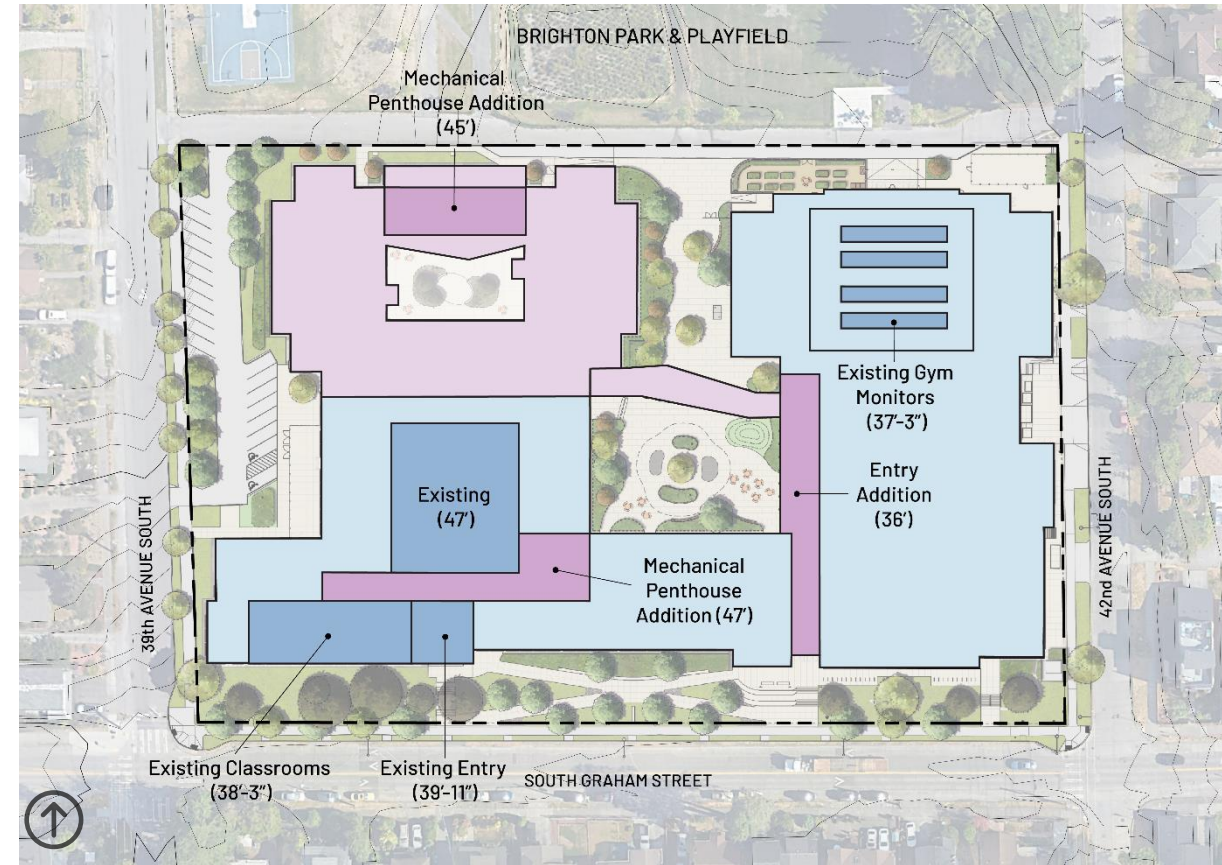 BRIGHTON PARK & PLAYFIELD
Mechanical
Penthouse Addition
(45')
Existing Gym
Monitors
(37'-3")
Existing
(47')
Entry
Addition
(36')
Mechanical
Penthouse
Addition (47')
39th AVENUE SOUTH
42nd AVENUE SOUTH
Existing Classrooms
(38'-3")
Existing Entry
(39'-11")
SOUTH GRAHAM STREET